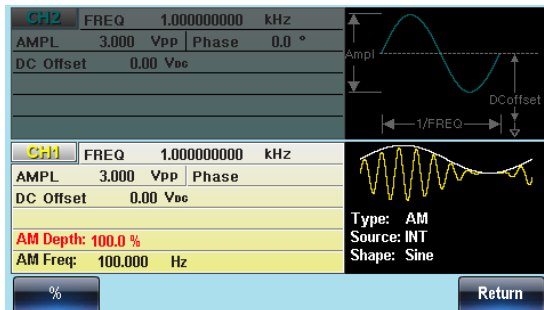 CH2 FREQ 1.000000000 kHz
AMPL 3.000 Vpp Phase 0.0 °
DC Offset 0.00 VDC
Ampl
DCoffset
1/FREQ
CH1 FREQ 1.000000000 kHz
AMPL 3.000 Vpp Phase
DC Offset 0.00 VDC
AM Depth: 100.0 %
AM Freq: 100.000 Hz
Type: AM
Source: INT
Shape: Sine
% Return